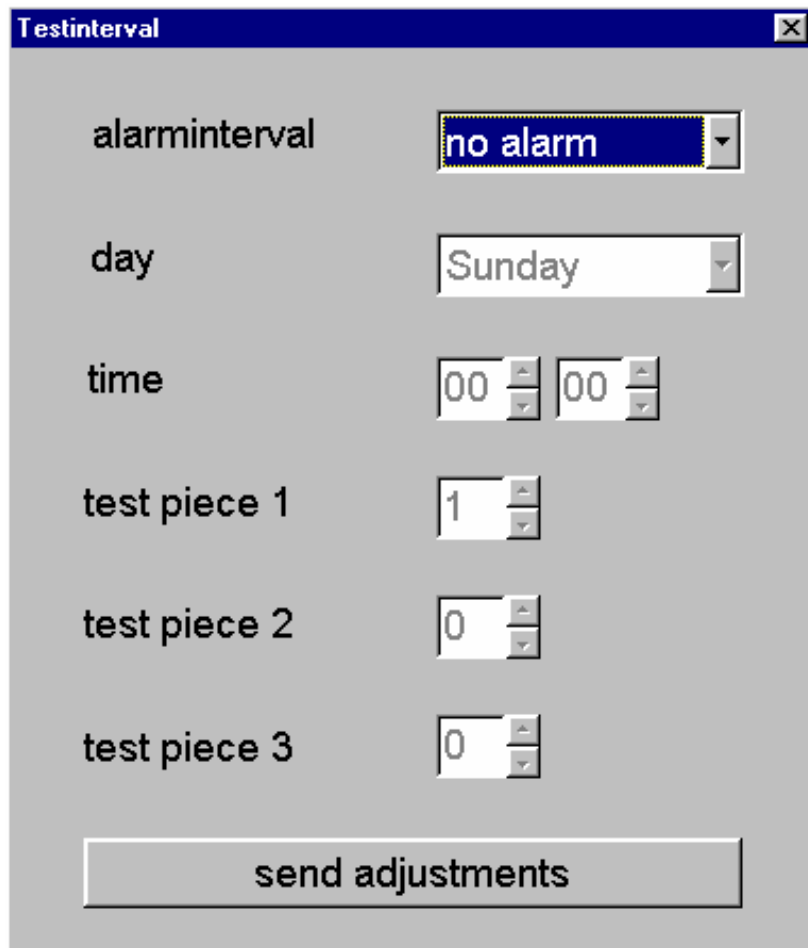 Testinterval
alarminterval no alarm
day Sunday
time 00 00
test piece 1 1
test piece 2 0
test piece 3 0
send adjustments